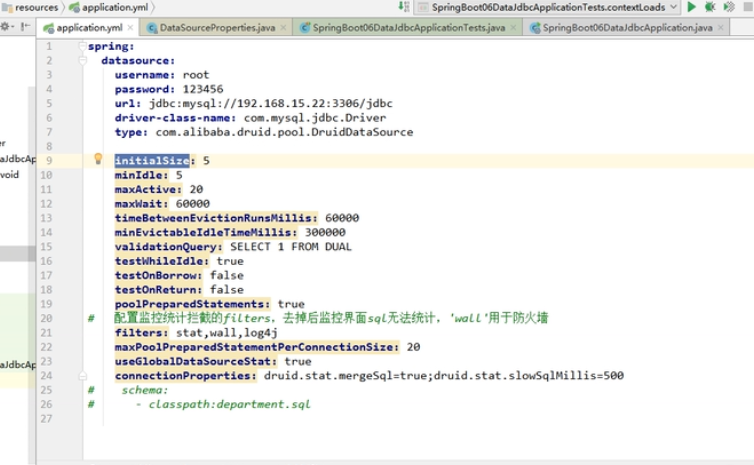 resources
application.yml
SpringBoot06DataJdbcApplicationTests.contextLoads
application.yml
DataSourceProperties.java
SpringBoot06DataJdbcApplicationTests.java
SpringBoot06DataJdbcApplication.java
1 spring:
2 datasource:
3 username: root
4 password: 123456
5 url: jdbc:mysql://192.168.15.22:3306/jdbc
6 driver-class-name: com.mysql.jdbc.Driver
7 type: com.alibaba.druid.pool.DruidDataSource
8
9 initialSize: 5
10 minIdle: 5
11 maxActive: 20
12 maxWait: 60000
13 timeBetweenEvictionRunsMillis: 60000
14 minEvictableIdleTimeMillis: 300000
15 validationQuery: SELECT 1 FROM DUAL
16 testWhileIdle: true
17 testOnBorrow: false
18 testOnReturn: false
19 poolPreparedStatements: true
20 # 配置监控统计拦截的filters，去掉后监控界面sql无法统计，'wall'用于防火墙
21 filters: stat,wall,log4j
22 maxPoolPreparedStatementPerConnectionSize: 20
23 useGlobalDataSourceStat: true
24 connectionProperties: druid.stat.mergeSql=true;druid.stat.slowSqlMillis=500
25 # schema:
26 # - classpath:department.sql
27
er
aJdbcAp
void
aJdbcAp